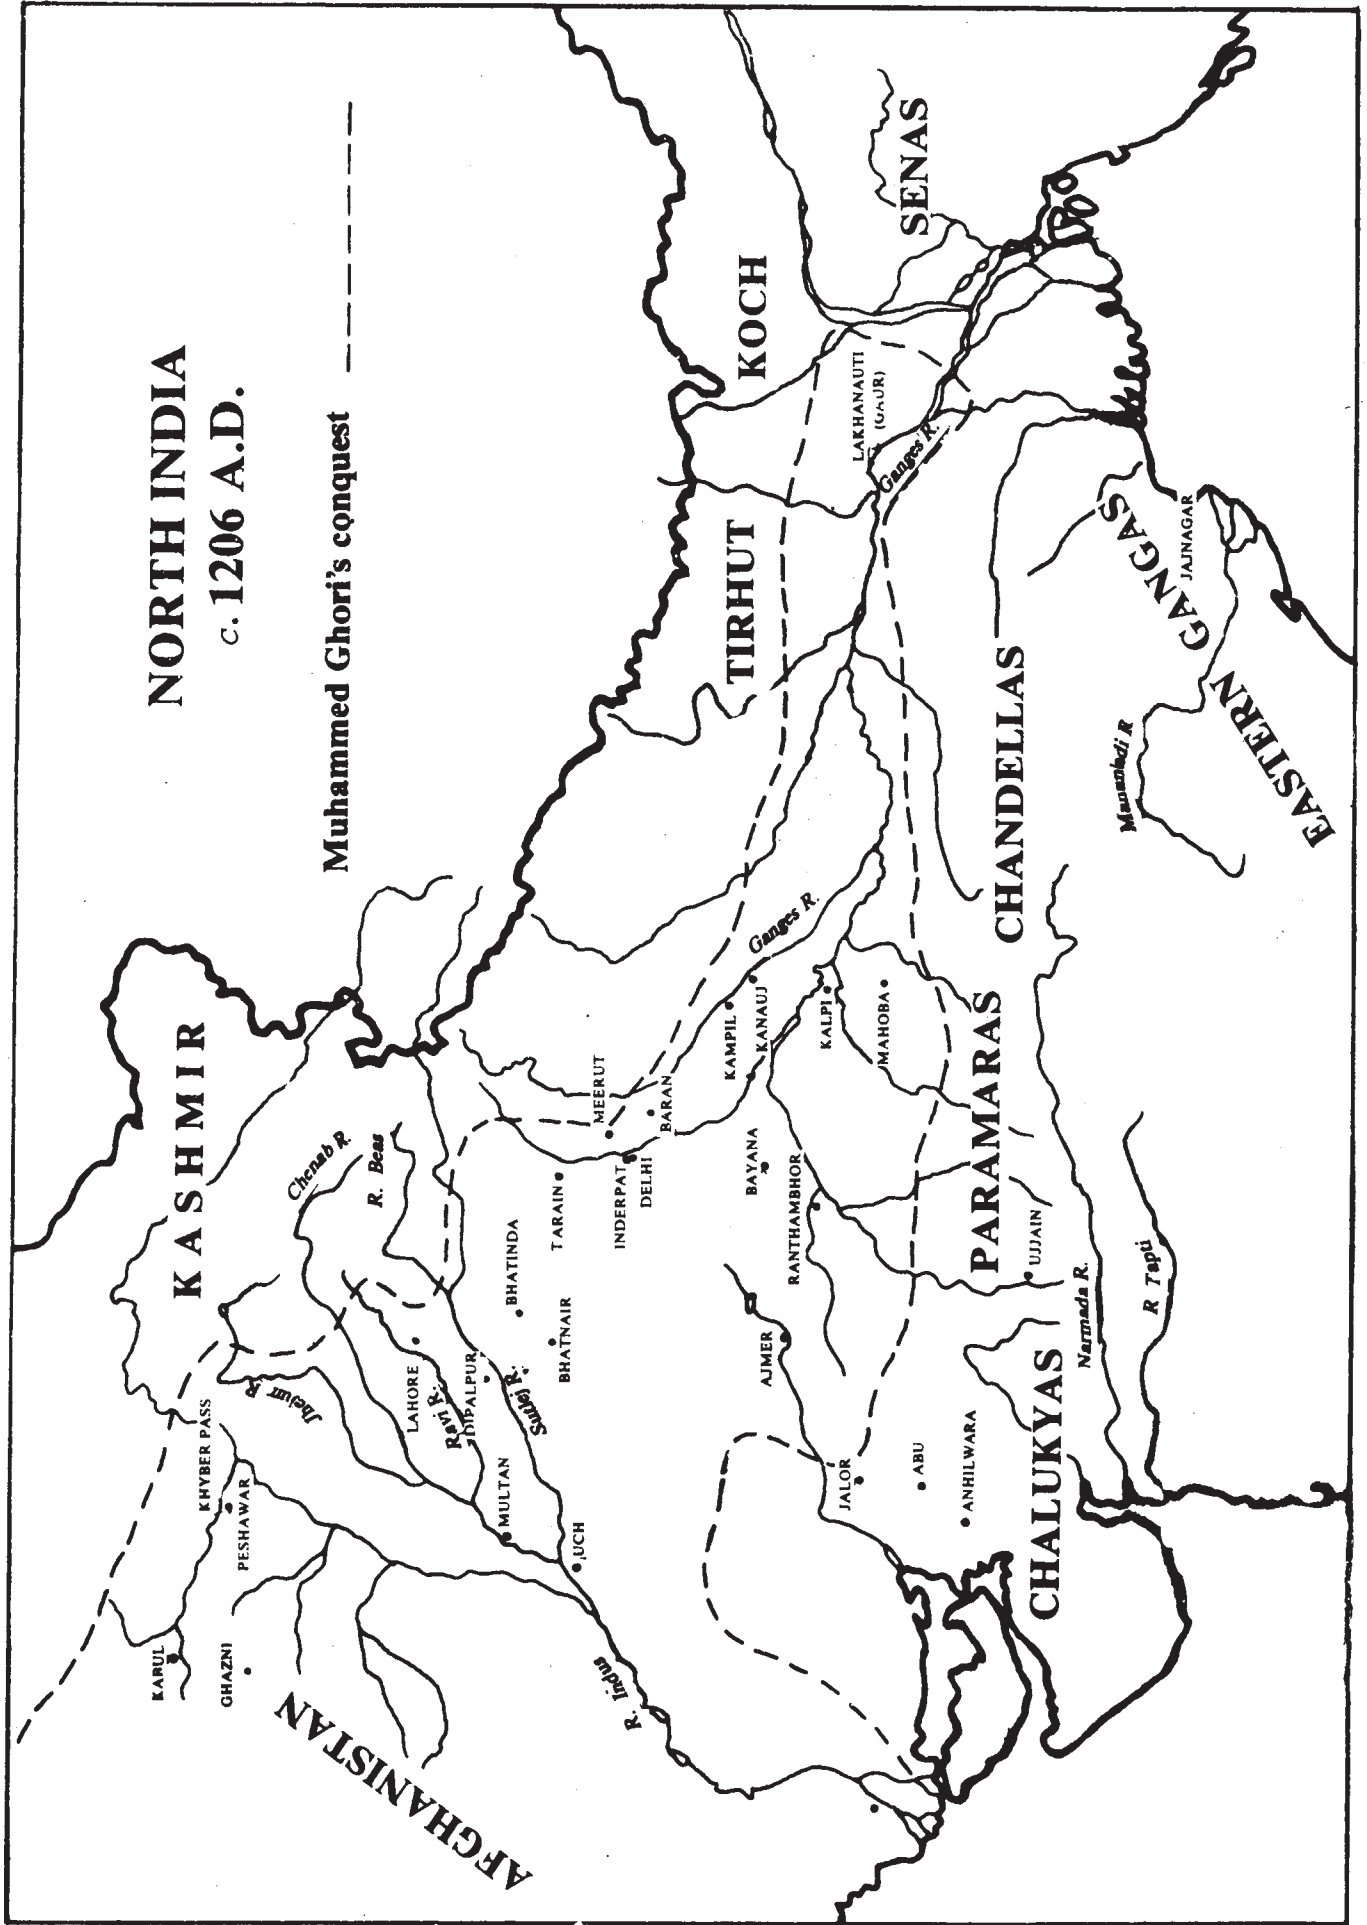 NORTH INDIA
c. 1206 A.D.
Muhammed Ghori's conquest
KASHMIR
AFGHANISTAN
KABUL
GHAZNI
KHYBER PASS
PESHAWAR
Jhelum R
Chenab R.
R. Beas
LAHORE
Ravi R.
DIPALPUR
Sutlej R.
MULTAN
UCH
R. Indus
BHATINDA
BHATNAIR
TARAIN
INDERPAT
DELHI
MEERUT
BARAN
KAMPIL
KANAUJ
Ganges R.
KALPI
MAHOBA
BAYANA
RANTHAMBHOR
AJMER
JALOR
ABU
ANHILWARA
UJJAIN
CHALUKYAS
PARAMARAS
CHANDELLAS
Narmada R.
R Tapti
TIRHUT
KOCH
SENAS
LAKHANAUTI
(GAUR)
Ganges R.
EASTERN GANGAS
JAJNAGAR
Mahanadi R